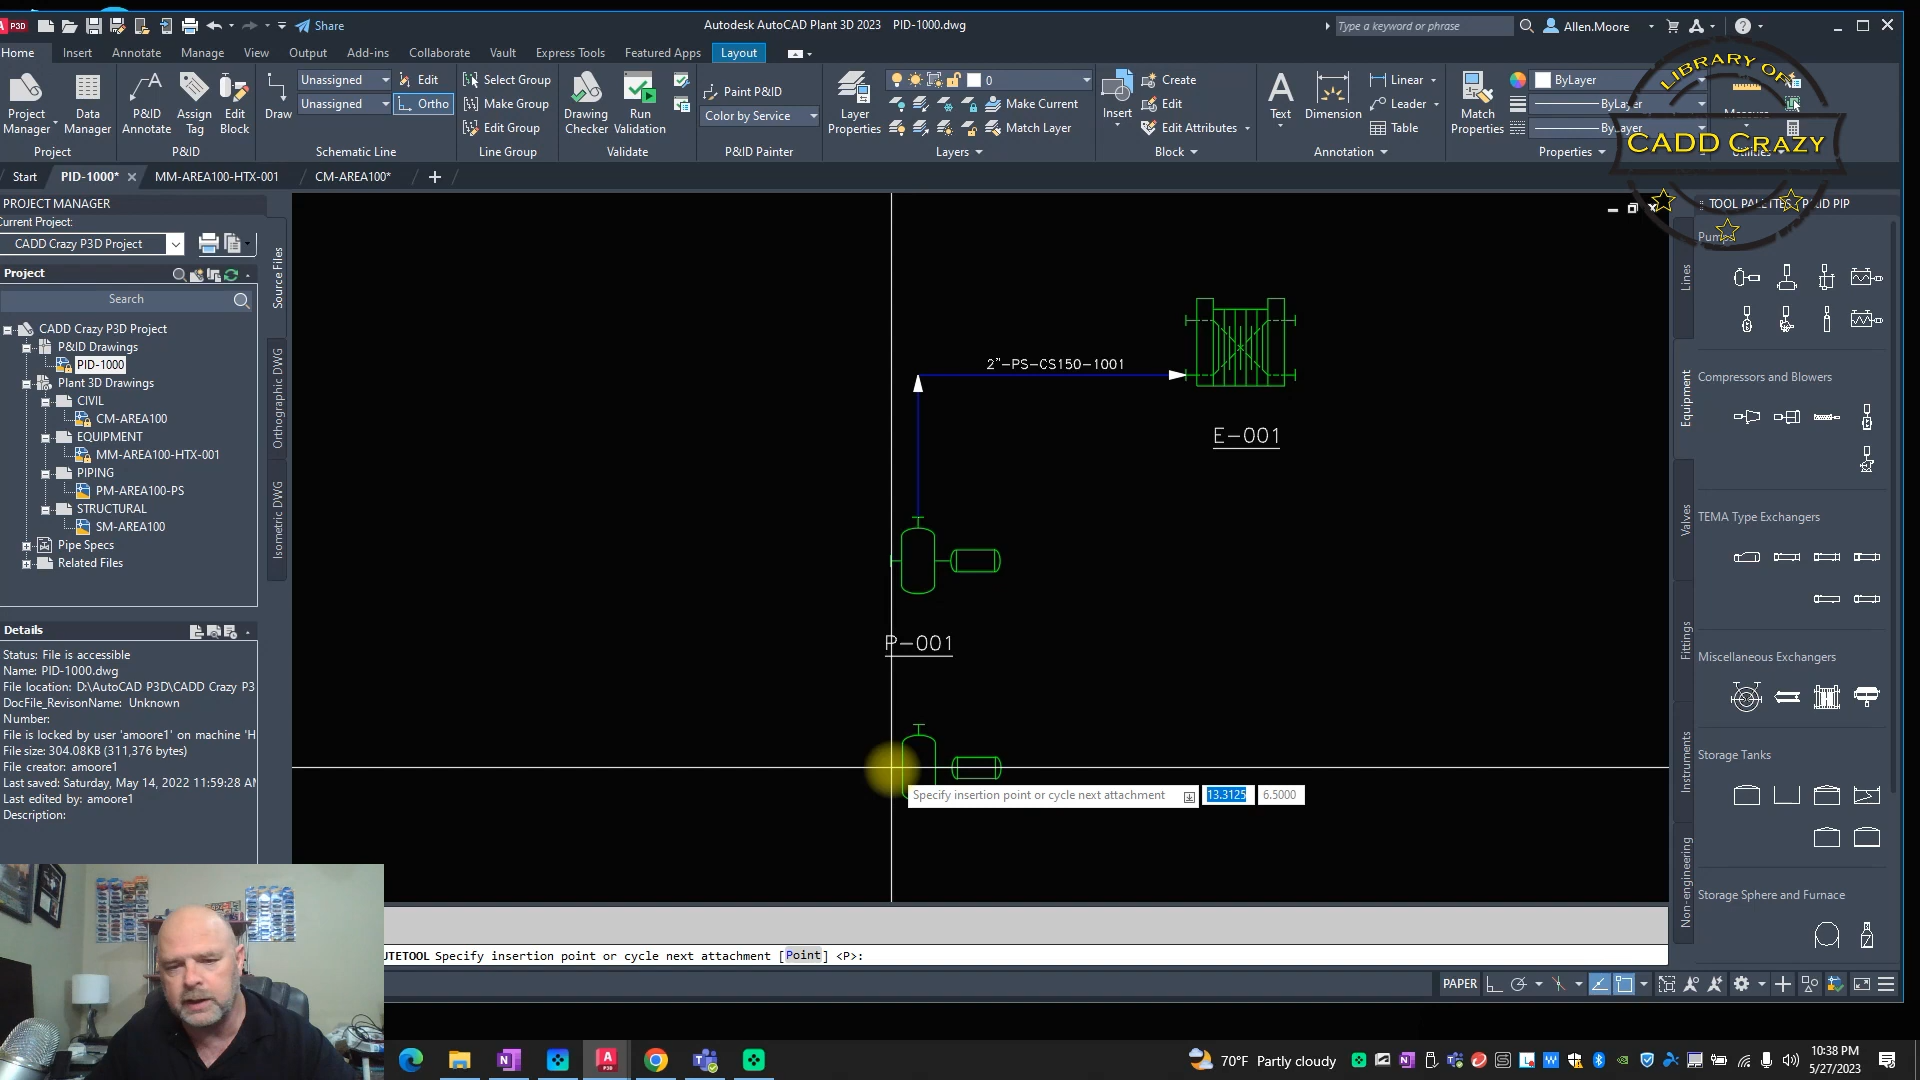 P3D
Share
Autodesk AutoCAD Plant 3D 2023 PID-1000.dwg
Type a keyword or phrase
Allen.Moore
Home Insert Annotate Manage View Output Add-ins Collaborate Vault Express Tools Featured Apps Layout
Project Manager
Data Manager
Project
P&ID Annotate
Assign Tag
Edit Block
P&ID
Draw
Unassigned
Unassigned
Edit
Ortho
Schematic Line
Select Group
Make Group
Edit Group
Line Group
Drawing Checker
Run Validation
Validate
Paint P&ID
Color by Service
P&ID Painter
Layer Properties
0
Make Current
Match Layer
Layers
Insert
Create
Edit
Edit Attributes
Block
Text
Dimension
Linear
Leader
Table
Annotation
Match Properties
ByLayer
ByLayer
Properties
LIBRARY OF
CADD CRAZY
Start PID-1000* MM-AREA100-HTX-001 CM-AREA100*
PROJECT MANAGER
Current Project:
CADD Crazy P3D Project
Project
Search
CADD Crazy P3D Project
P&ID Drawings
PID-1000
Plant 3D Drawings
CIVIL
CM-AREA100
EQUIPMENT
MM-AREA100-HTX-001
PIPING
PM-AREA100-PS
STRUCTURAL
SM-AREA100
Pipe Specs
Related Files
Source Files
Orthographic DWG
Isometric DWG
Details
Status: File is accessible
Name: PID-1000.dwg
File location: D:\AutoCAD P3D\CADD Crazy P3
DocFile_RevisonName: Unknown
Number:
File is locked by user 'amoore1' on machine 'H
File size: 304.08KB (311,376 bytes)
File creator: amoore1
Last saved: Saturday, May 14, 2022 11:59:28 AM
Last edited by: amoore1
Description:
2"-PS-CS150-1001
E-001
P-001
Specify insertion point or cycle next attachment
13.3125
6.5000
UTETOOL Specify insertion point or cycle next attachment [Point] <P>:
PAPER
Lines
Equipment
Valves
Fittings
Instruments
Non-engineering
Pumps
Compressors and Blowers
TEMA Type Exchangers
Miscellaneous Exchangers
Storage Tanks
Storage Sphere and Furnace
70°F Partly cloudy
10:38 PM
5/27/2023